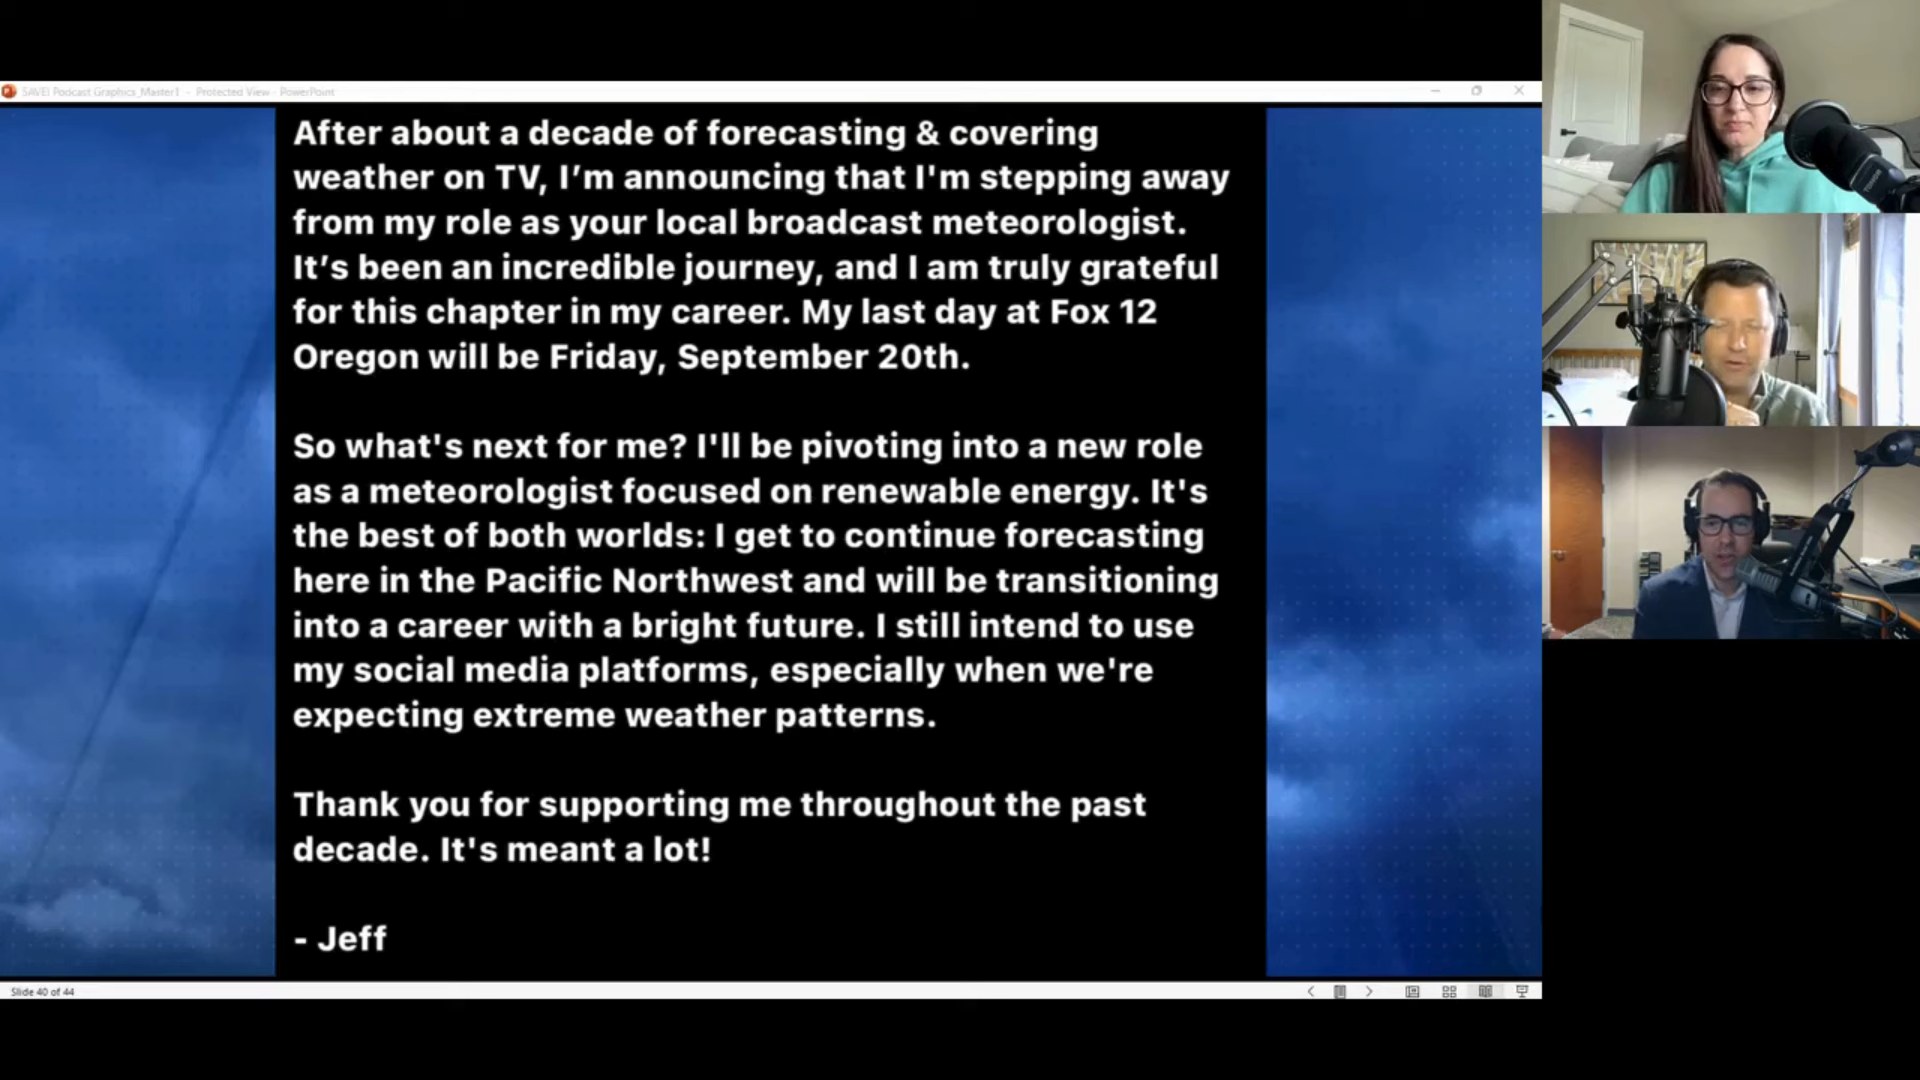 SAVE! Podcast Graphics_Master1 - Protected View - PowerPoint
After about a decade of forecasting & covering
weather on TV, I’m announcing that I'm stepping away
from my role as your local broadcast meteorologist.
It’s been an incredible journey, and I am truly grateful
for this chapter in my career. My last day at Fox 12
Oregon will be Friday, September 20th.
So what's next for me? I'll be pivoting into a new role
as a meteorologist focused on renewable energy. It's
the best of both worlds: I get to continue forecasting
here in the Pacific Northwest and will be transitioning
into a career with a bright future. I still intend to use
my social media platforms, especially when we're
expecting extreme weather patterns.
Thank you for supporting me throughout the past
decade. It's meant a lot!
- Jeff
Slide 40 of 44